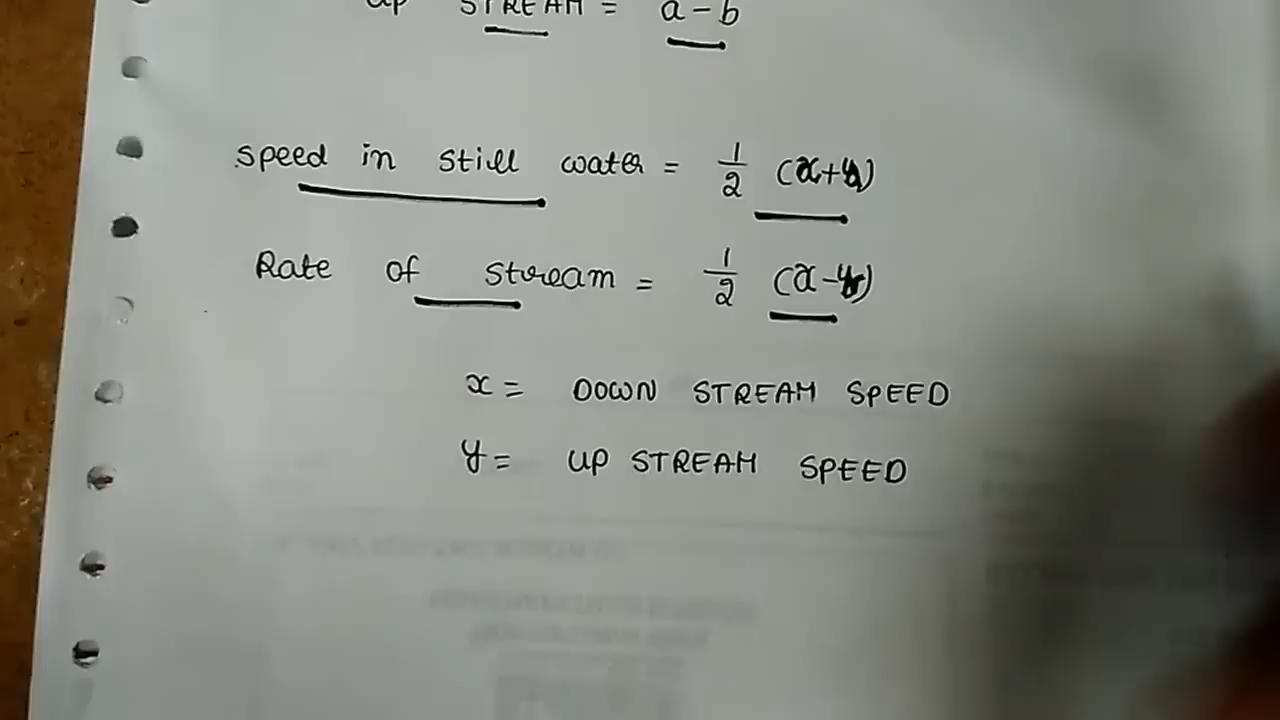 up STREAM = a-b
speed in still water = 1/2 (x+y)
Rate of stream = 1/2 (x-y)
x = DOWN STREAM SPEED
y = UP STREAM SPEED